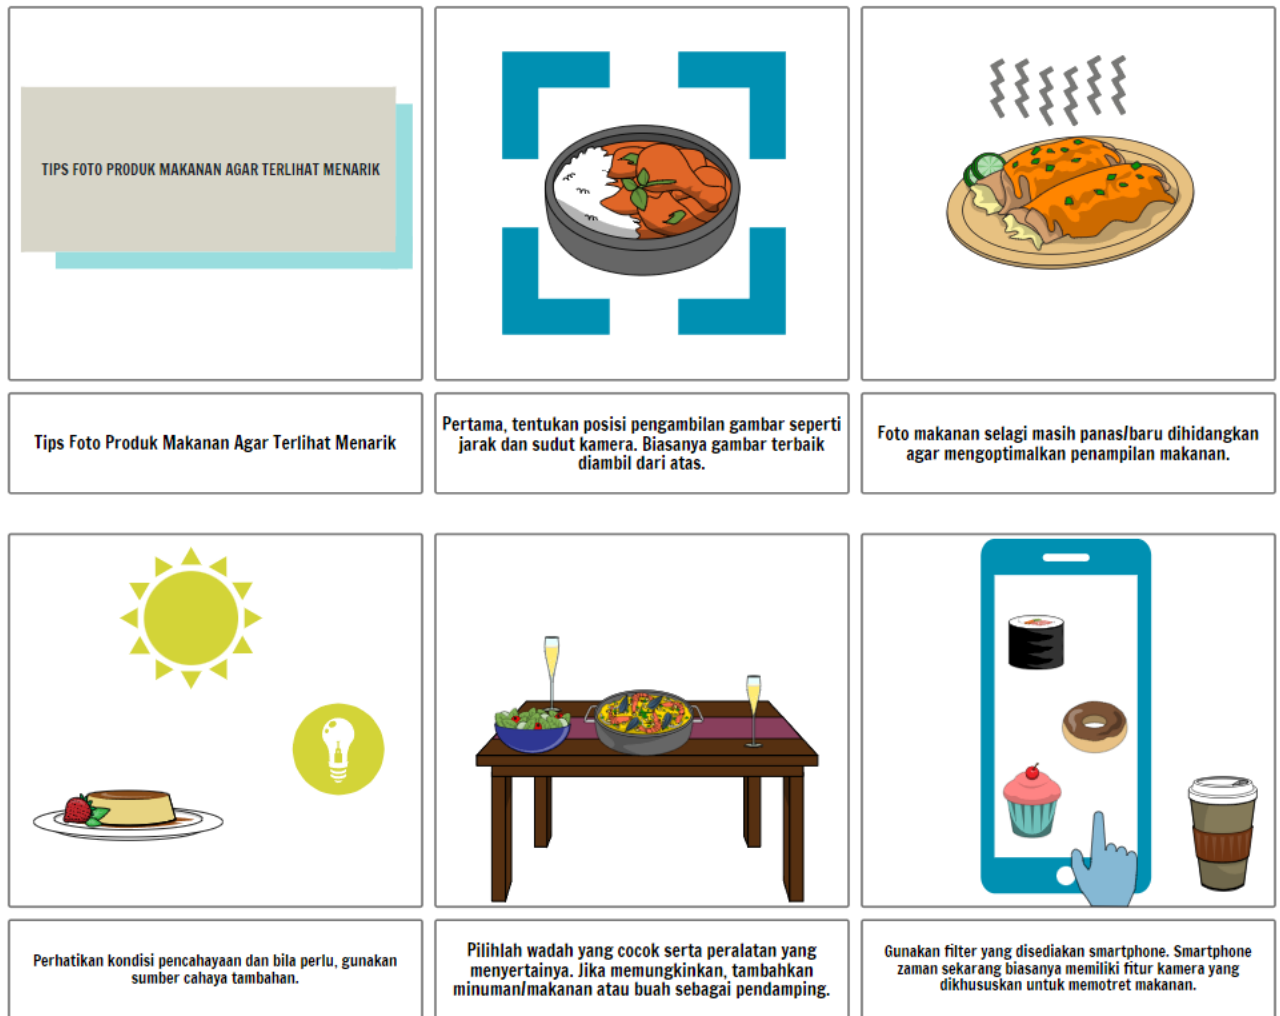 TIPS FOTO PRODUK MAKANAN AGAR TERLIHAT MENARIK
Tips Foto Produk Makanan Agar Terlihat Menarik
Pertama, tentukan posisi pengambilan gambar seperti
jarak dan sudut kamera. Biasanya gambar terbaik
diambil dari atas.
Foto makanan selagi masih panas/baru dihidangkan
agar mengoptimalkan penampilan makanan.
Perhatikan kondisi pencahayaan dan bila perlu, gunakan
sumber cahaya tambahan.
Pilihlah wadah yang cocok serta peralatan yang
menyertainya. Jika memungkinkan, tambahkan
minuman/makanan atau buah sebagai pendamping.
Gunakan filter yang disediakan smartphone. Smartphone
zaman sekarang biasanya memiliki fitur kamera yang
dikhususkan untuk memotret makanan.